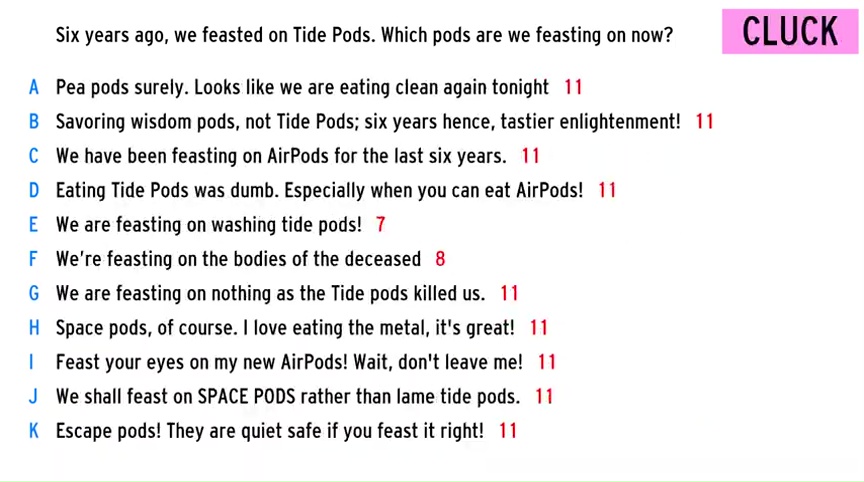 Six years ago, we feasted on Tide Pods. Which pods are we feasting on now?
CLUCK
A Pea pods surely. Looks like we are eating clean again tonight 11
B Savoring wisdom pods, not Tide Pods; six years hence, tastier enlightenment! 11
C We have been feasting on AirPods for the last six years. 11
D Eating Tide Pods was dumb. Especially when you can eat AirPods! 11
E We are feasting on washing tide pods! 7
F We're feasting on the bodies of the deceased 8
G We are feasting on nothing as the Tide pods killed us. 11
H Space pods, of course. I love eating the metal, it's great! 11
I Feast your eyes on my new AirPods! Wait, don't leave me! 11
J We shall feast on SPACE PODS rather than lame tide pods. 11
K Escape pods! They are quiet safe if you feast it right! 11